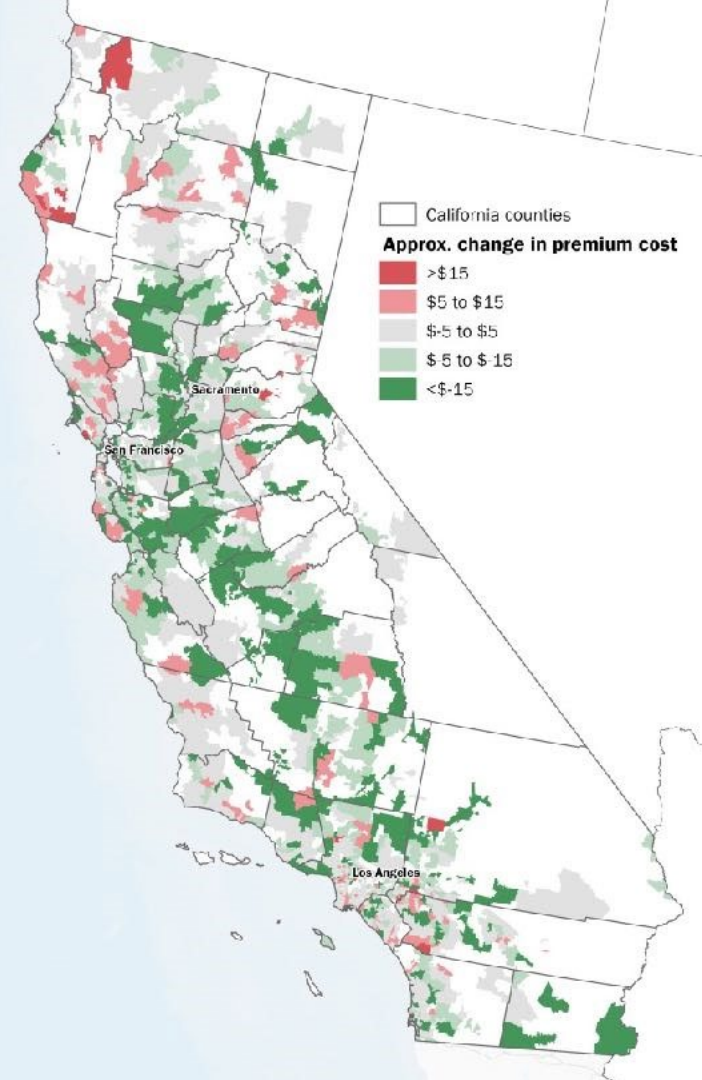 California counties
Approx. change in premium cost
>$15
$5 to $15
$-5 to $5
$-5 to $-15
<$-15
Sacramento
San Francisco
Los Angeles